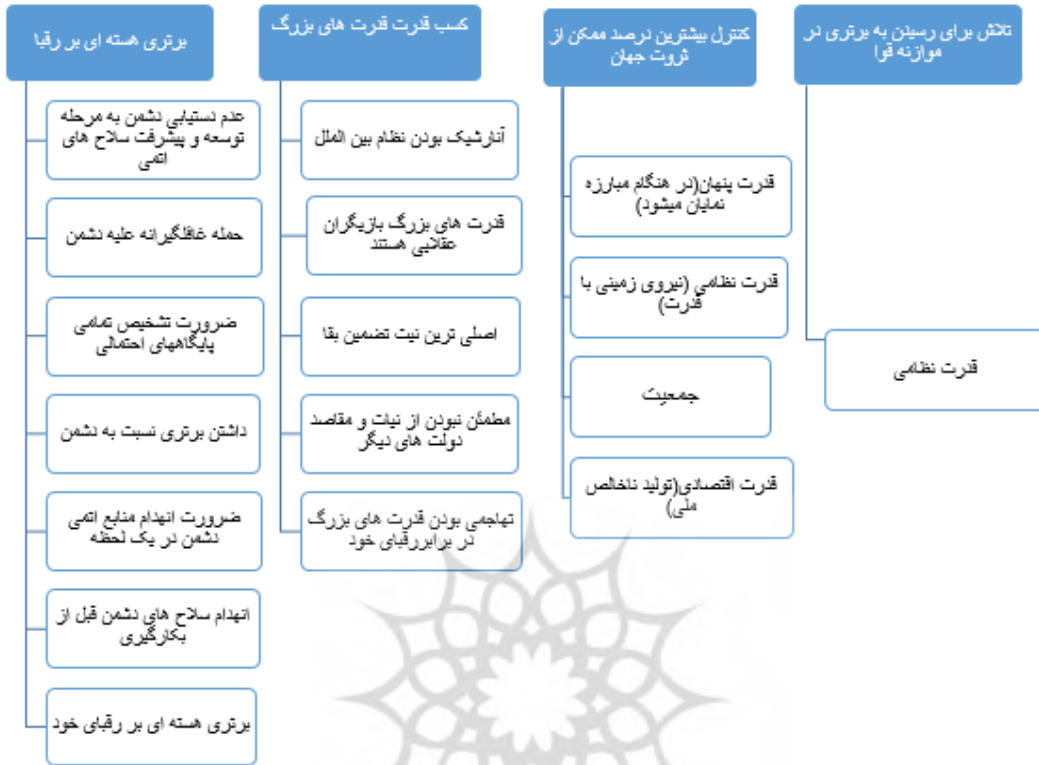 تلاش برای رسیدن به برتری در
موازنه قوا
قدرت نظامی
کنترل بیشترین درصد ممکن از
ثروت جهان
قدرت پنهان(در هنگام مبارزه
نمایان میشود)
قدرت نظامی (نیروی زمینی با
قدرت)
جمعیت
قدرت اقتصادی(تولید ناخالص
ملی)
کسب قدرت قدرت های بزرگ
آنارشیک بودن نظام بین الملل
قدرت های بزرگ بازیگران
عقلایی هستند
اصلی ترین نیت تضمین بقا
مطمئن نبودن از نیات و مقاصد
دولت های دیگر
تهاجمی بودن قدرت های بزرگ
در برابررقبای خود
برتری هسته ای بر رقبا
عدم دستیابی دشمن به مرحله
توسعه و پیشرفت سلاح های
اتمی
حمله غافلگیرانه علیه دشمن
ضرورت تشخیص تمامی
پایگاههای احتمالی
داشتن برتری نسبت به دشمن
ضرورت انهدام منابع اتمی
دشمن در یک لحظه
انهدام سلاح های دشمن قبل از
بکارگیری
برتری هسته ای بر رقبای خود